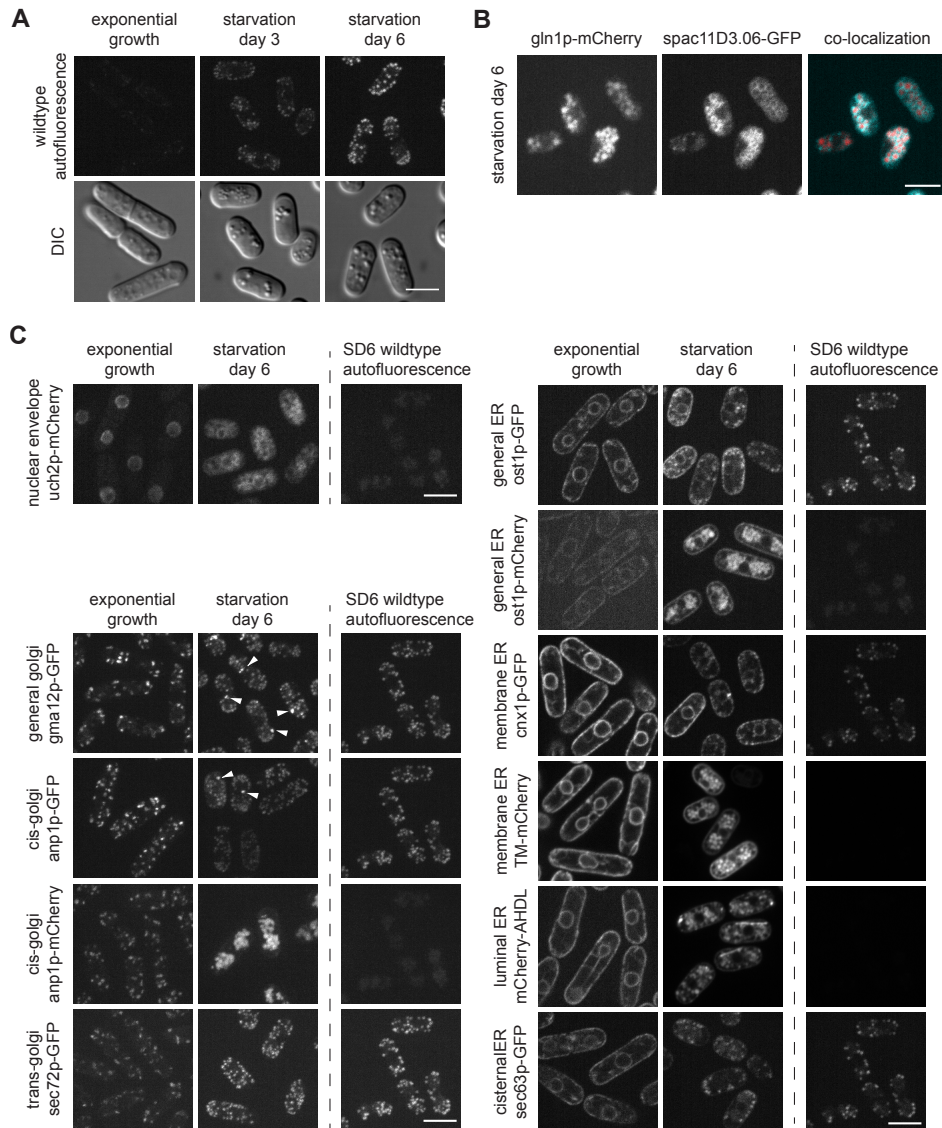 A
exponential
growth
starvation
day 3
starvation
day 6
wildtype
autofluorescence
DIC
B
gln1p-mCherry
spac11D3.06-GFP
co-localization
starvation day 6
C
exponential
growth
starvation
day 6
SD6 wildtype
autofluorescence
nuclear envelope
uch2p-mCherry
exponential
growth
starvation
day 6
SD6 wildtype
autofluorescence
general golgi
gma12p-GFP
cis-golgi
anp1p-GFP
cis-golgi
anp1p-mCherry
trans-golgi
sec72p-GFP
exponential
growth
starvation
day 6
SD6 wildtype
autofluorescence
general ER
ost1p-GFP
general ER
ost1p-mCherry
membrane ER
cnx1p-GFP
membrane ER
TM-mCherry
luminal ER
mCherry-AHDL
cisternalER
sec63p-GFP